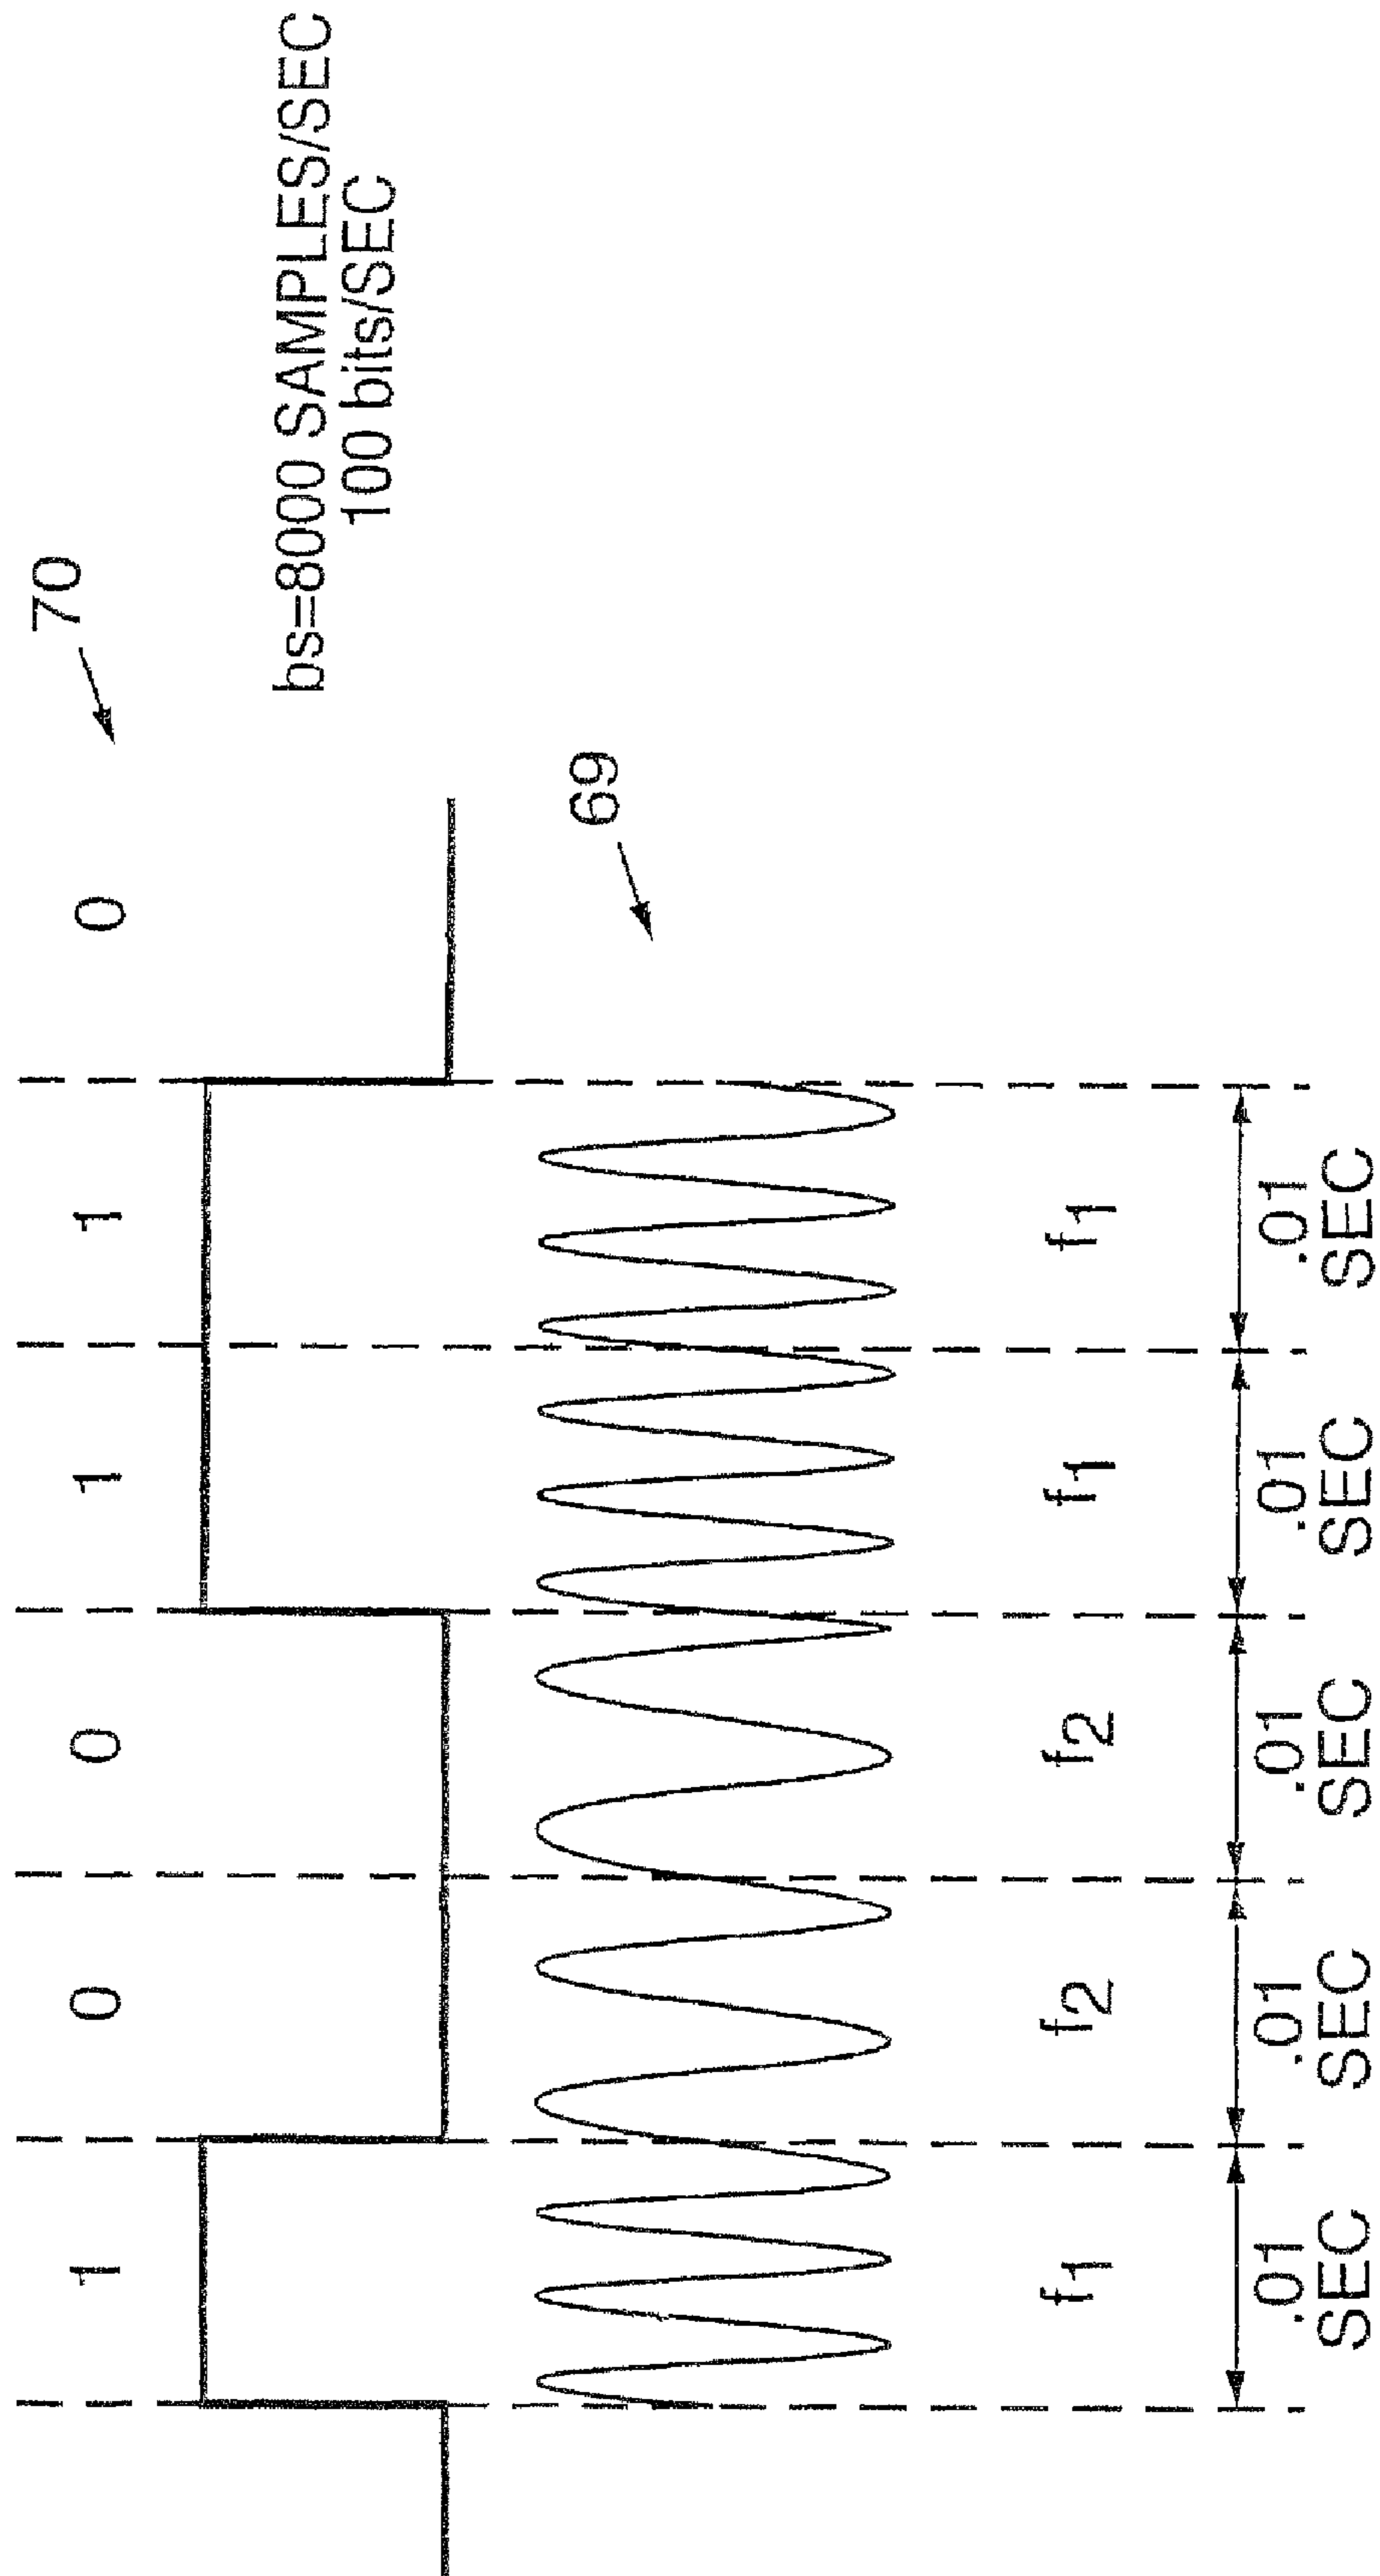 70
1 0 0 1 1 0
bs=8000 SAMPLES/SEC
100 bits/SEC
69
f1 f2 f2 f1 f1
.01 .01 .01 .01 .01
SEC SEC SEC SEC SEC